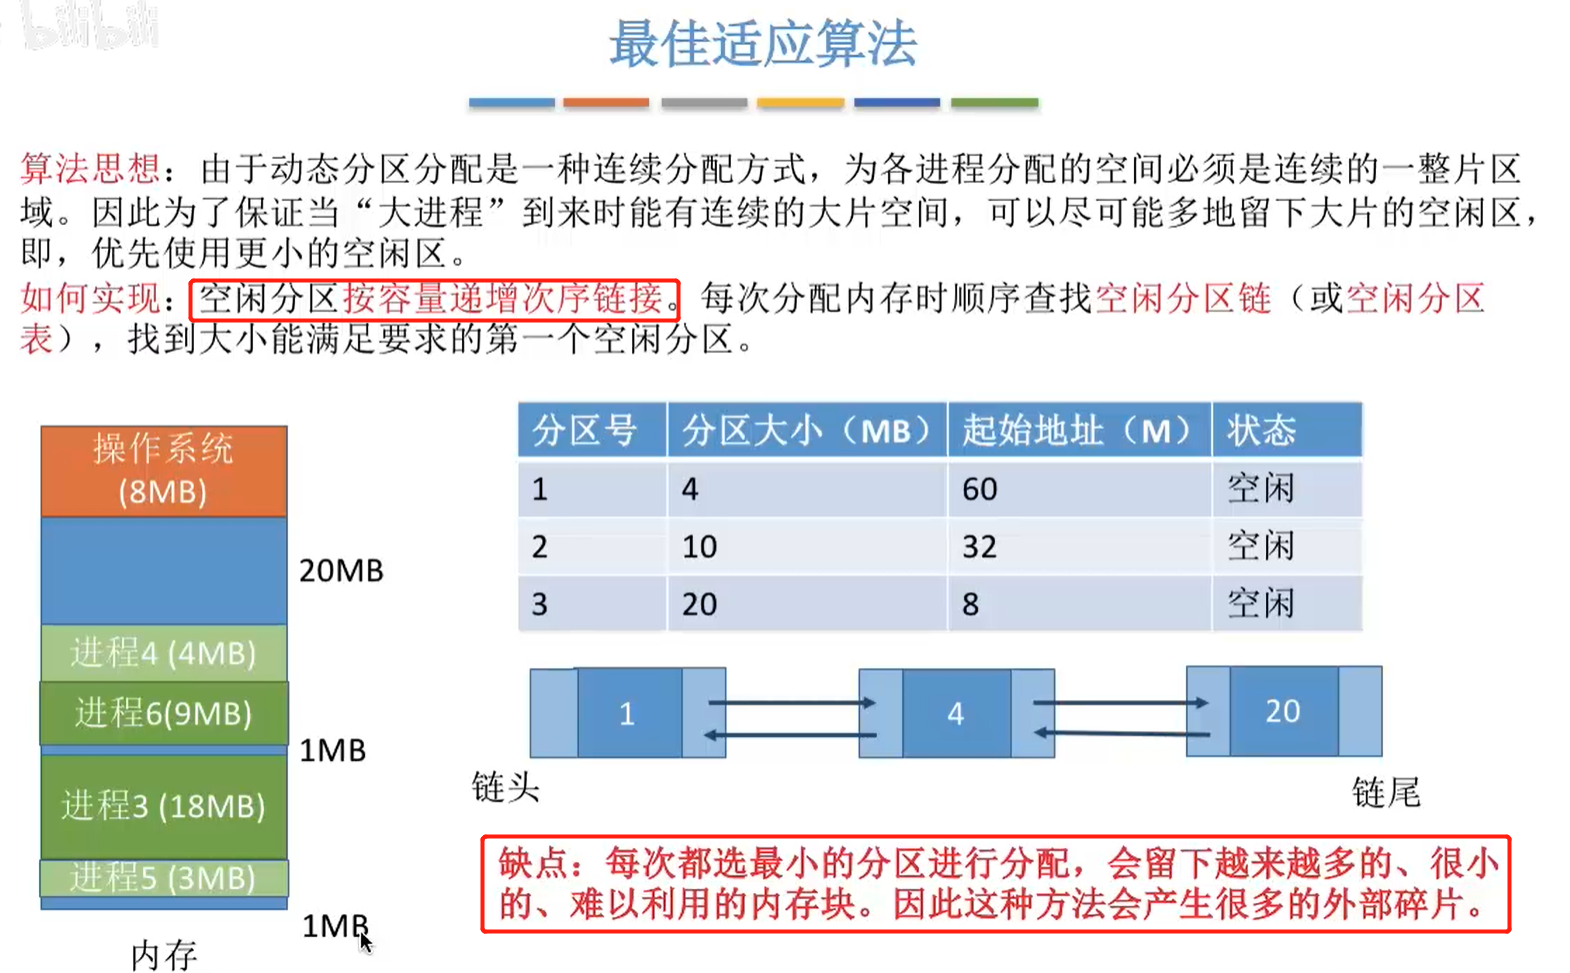 bilibili
最佳适应算法
算法思想：由于动态分区分配是一种连续分配方式，为各进程分配的空间必须是连续的一整片区
域。因此为了保证当“大进程”到来时能有连续的大片空间，可以尽可能多地留下大片的空闲区，
即，优先使用更小的空闲区。
如何实现：空闲分区按容量递增次序链接。每次分配内存时顺序查找空闲分区链（或空闲分区
表），找到大小能满足要求的第一个空闲分区。
操作系统
(8MB)
20MB
进程4 (4MB)
进程6(9MB)
1MB
进程3 (18MB)
进程5 (3MB)
1MB
内存
分区号 分区大小（MB） 起始地址（M） 状态
1 4 60 空闲
2 10 32 空闲
3 20 8 空闲
1 4 20
链头 链尾
缺点：每次都选最小的分区进行分配，会留下越来越多的、很小
的、难以利用的内存块。因此这种方法会产生很多的外部碎片。